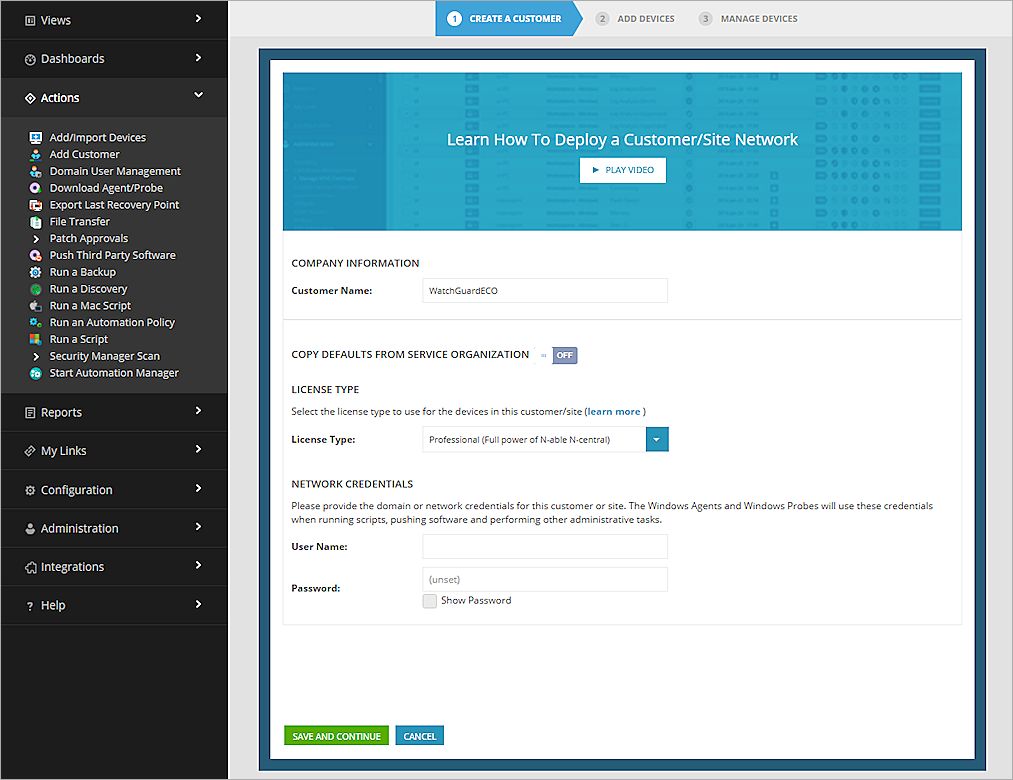 Views
Dashboards
Actions
Add/Import Devices
Add Customer
Domain User Management
Download Agent/Probe
Export Last Recovery Point
File Transfer
Patch Approvals
Push Third Party Software
Run a Backup
Run a Discovery
Run a Mac Script
Run an Automation Policy
Run a Script
Security Manager Scan
Start Automation Manager
Reports
My Links
Configuration
Administration
Integrations
? Help
1 CREATE A CUSTOMER
2 ADD DEVICES
3 MANAGE DEVICES
Learn How To Deploy a Customer/Site Network
PLAY VIDEO
COMPANY INFORMATION
Customer Name: WatchGuardECO
COPY DEFAULTS FROM SERVICE ORGANIZATION OFF
LICENSE TYPE
Select the license type to use for the devices in this customer/site (learn more )
License Type: Professional (Full power of N-able N-central)
NETWORK CREDENTIALS
Please provide the domain or network credentials for this customer or site. The Windows Agents and Windows Probes will use these credentials
when running scripts, pushing software and performing other administrative tasks.
User Name:
Password: (unset)
Show Password
SAVE AND CONTINUE CANCEL